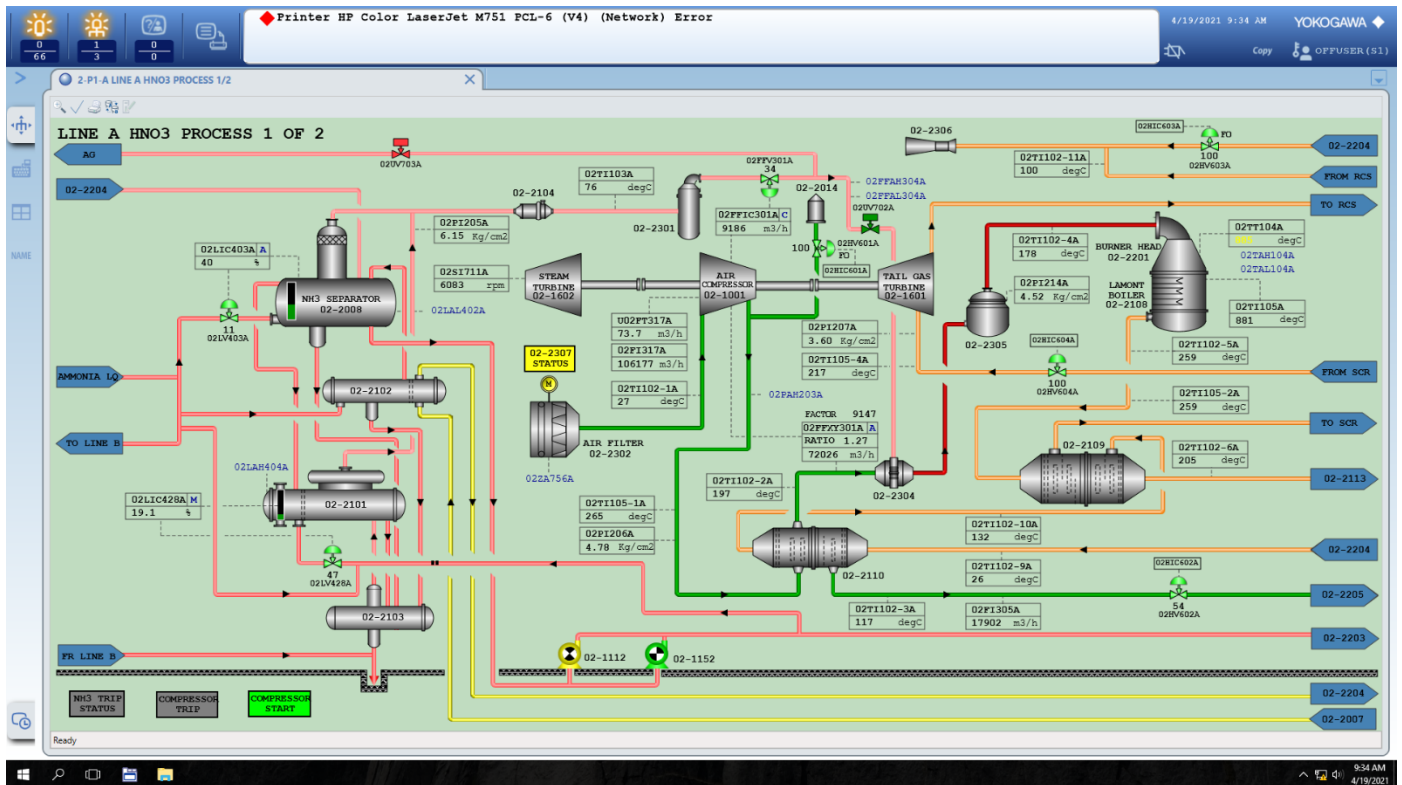 Printer HP Color LaserJet M751 PCL-6 (V4) (Network) Error
4/19/2021 9:34 AM
YOKOGAWA
0
66
1
3
0
0
Copy
OFFUSER(S1)
2-P1-A LINE A HNO3 PROCESS 1/2
NAME
LINE A HNO3 PROCESS 1 OF 2
AG
02UV703A
02-2204
02-2104
02TI103A
76 degC
02-2301
02FFV301A
34
02FFIC301A C
9186 m3/h
02-2014
02FFAH304A
02FFAL304A
02UV702A
100
02HV601A
FO
02HIC601A
02-2306
02HIC603A
FO
100
02HV603A
02TI102-11A
100 degC
02-2204
FROM RCS
TO RCS
02PI205A
6.15 Kg/cm2
02SI711A
6083 rpm
02LIC403A A
40 %
11
02LV403A
NH3 SEPARATOR
02-2008
02LAL402A
STEAM
TURBINE
02-1602
AIR
COMPRESSOR
02-1001
TAIL GAS
TURBINE
02-1601
02TI102-4A
178 degC
02PI214A
4.52 Kg/cm2
02-2305
BURNER HEAD
02-2201
LAMONT
BOILER
02-2108
02TT104A
degC
02TAH104A
02TAL104A
02TI105A
881 degC
U02FT317A
73.7 m3/h
02FI317A
106177 m3/h
02TI102-1A
27 degC
02PI207A
3.60 Kg/cm2
02TI105-4A
217 degC
02HIC604A
100
02HV604A
02TI102-5A
259 degC
FROM SCR
02-2307
STATUS
M
AIR FILTER
02-2302
02ZA756A
02PAH203A
AMMONIA LQ
02-2102
TO LINE B
FACTOR 9147
02FFXY301A A
RATIO 1.27
72026 m3/h
02TI105-2A
259 degC
TO SCR
02-2109
02TI102-6A
205 degC
02-2113
02LAH404A
02LIC428A M
19.1 %
02-2101
47
02LV428A
02TI105-1A
265 degC
02PI206A
4.78 Kg/cm2
02TI102-2A
197 degC
02-2304
02TI102-10A
132 degC
02-2204
02-2110
02TI102-9A
26 degC
02HIC602A
54
02HV602A
02-2205
02TI102-3A
117 degC
02FI305A
17902 m3/h
02-2103
02-2203
FR LINE B
02-1112
02-1152
NH3 TRIP
STATUS
COMPRESSOR
TRIP
COMPRESSOR
START
02-2204
02-2007
Ready
9:34 AM
4/19/2021